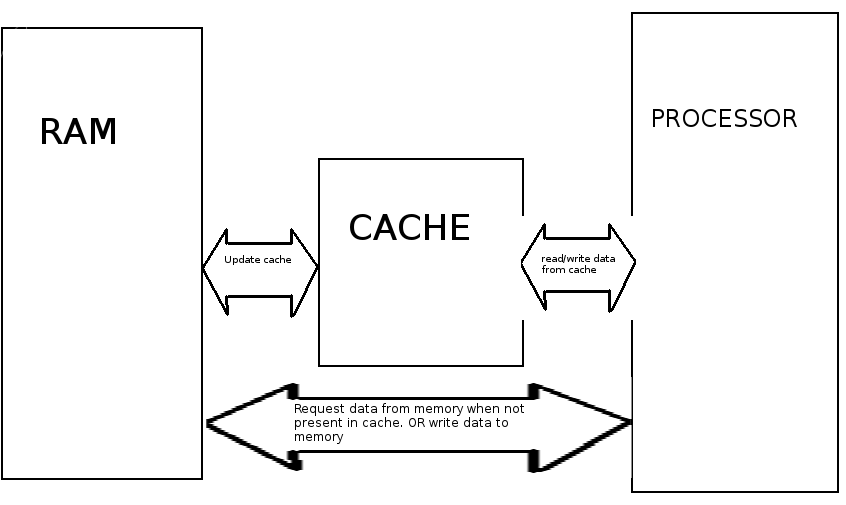 RAM
PROCESSOR
CACHE
Update cache
read/write data
from cache
Request data from memory when not
present in cache. OR write data to
memory